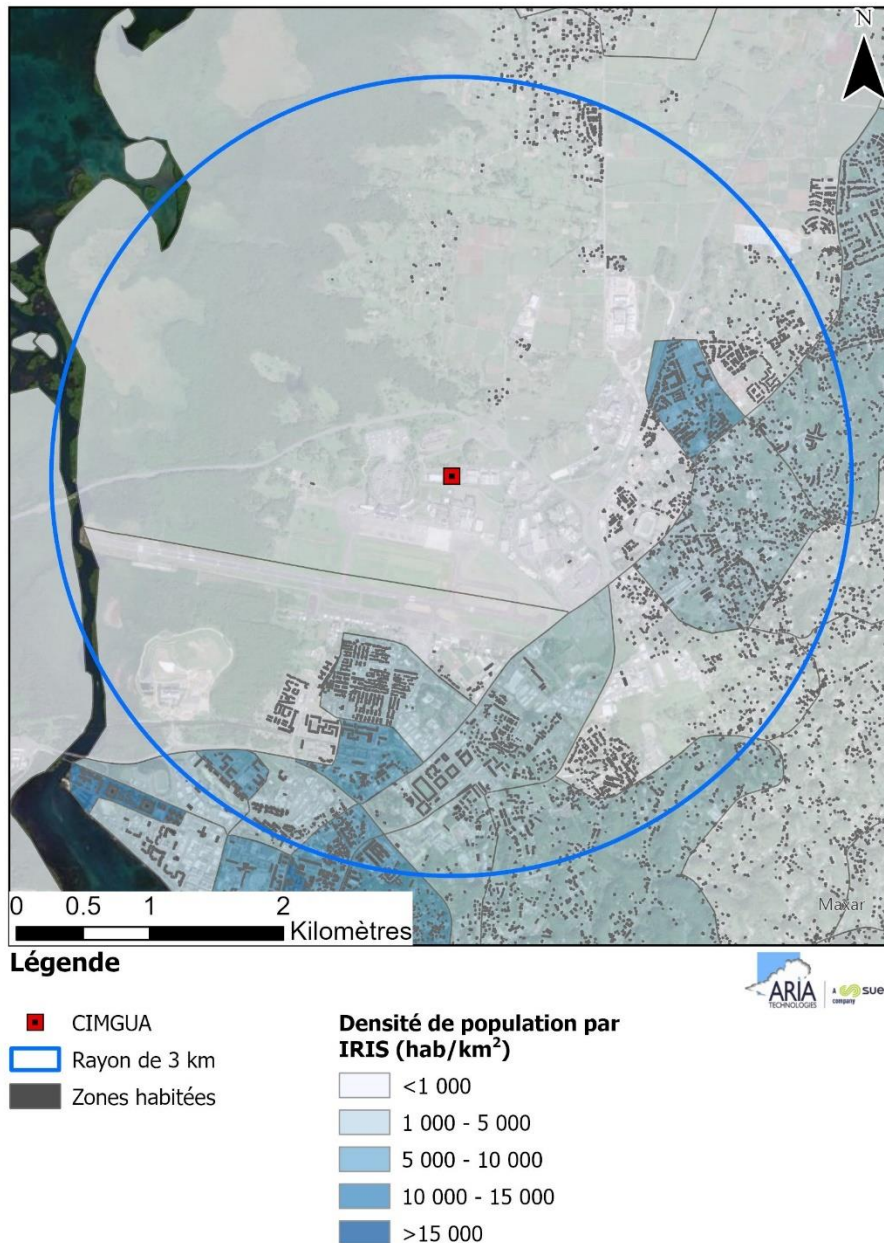 N
Maxar
0 0.5 1 2
Kilomètres
Légende
ARIA
TECHNOLOGIES
A
company
sue
CIMGUA
Rayon de 3 km
Zones habitées
Densité de population par
IRIS (hab/km²)
<1 000
1 000 - 5 000
5 000 - 10 000
10 000 - 15 000
>15 000